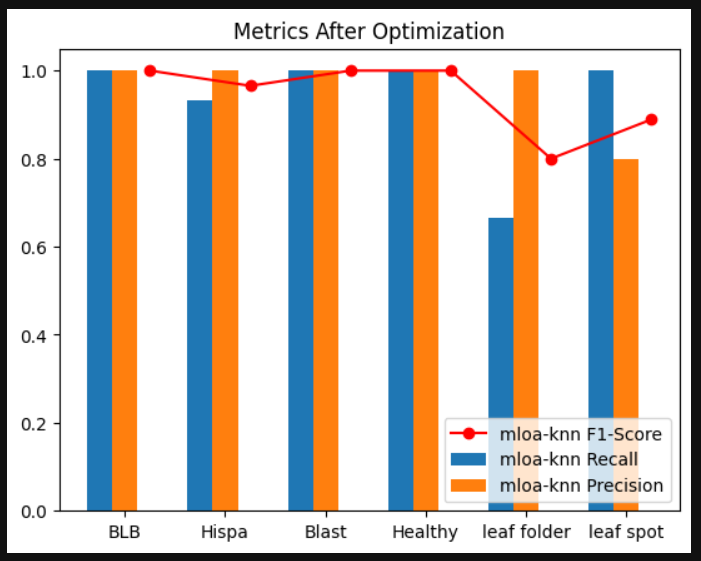 Metrics After Optimization
1.0
0.8
0.6
0.4
0.2
0.0
mloa-knn F1-Score
mloa-knn Recall
mloa-knn Precision
BLB Hispa Blast Healthy leaf folder leaf spot